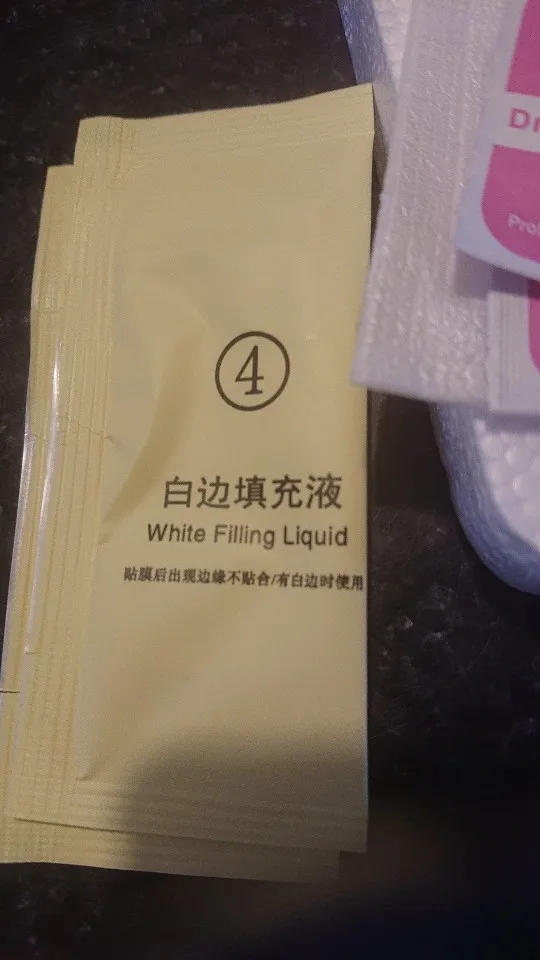 ④
白边填充液
White Filling Liquid
贴膜后出现边缘不贴合/有白边时使用